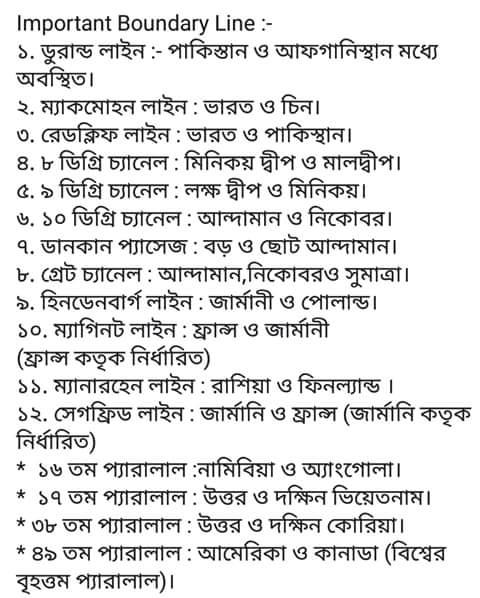 Important Boundary Line :-
১. ডুরান্ড লাইন :- পাকিস্তান ও আফগানিস্থান মধ্যে
অবস্থিত।
২. ম্যাকমোহন লাইন : ভারত ও চিন।
৩. রেডক্লিফ লাইন : ভারত ও পাকিস্থান।
৪. ৮ ডিগ্রি চ্যানেল : মিনিকয় দ্বীপ ও মালদ্বীপ।
৫. ৯ ডিগ্রি চ্যানেল : লক্ষ দ্বীপ ও মিনিকয়।
৬. ১০ ডিগ্রি চ্যানেল : আন্দামান ও নিকোবর।
৭. ডানকান প্যাসেজ : বড় ও ছোট আন্দামান।
৮. গ্রেট চ্যানেল : আন্দামান,নিকোবরও সুমাত্রা।
৯. হিনডেনবার্গ লাইন : জার্মানী ও পোলান্ড।
১০. ম্যাগিনট লাইন : ফ্রান্স ও জার্মানী
(ফ্রান্স কতৃক নির্ধারিত)
১১. ম্যানারহেন লাইন : রাশিয়া ও ফিনল্যান্ড ।
১২. সেগফ্রিড লাইন : জার্মানি ও ফ্রান্স (জার্মানি কতৃক
নির্ধারিত)
* ১৬ তম প্যারালাল :নামিবিয়া ও অ্যাংগোলা।
* ১৭ তম প্যারালাল : উত্তর ও দক্ষিন ভিয়েতনাম।
* ৩৮ তম প্যারালাল : উত্তর ও দক্ষিন কোরিয়া।
* ৪৯ তম প্যারালাল : আমেরিকা ও কানাডা (বিশ্বের
বৃহত্তম প্যারালাল)।